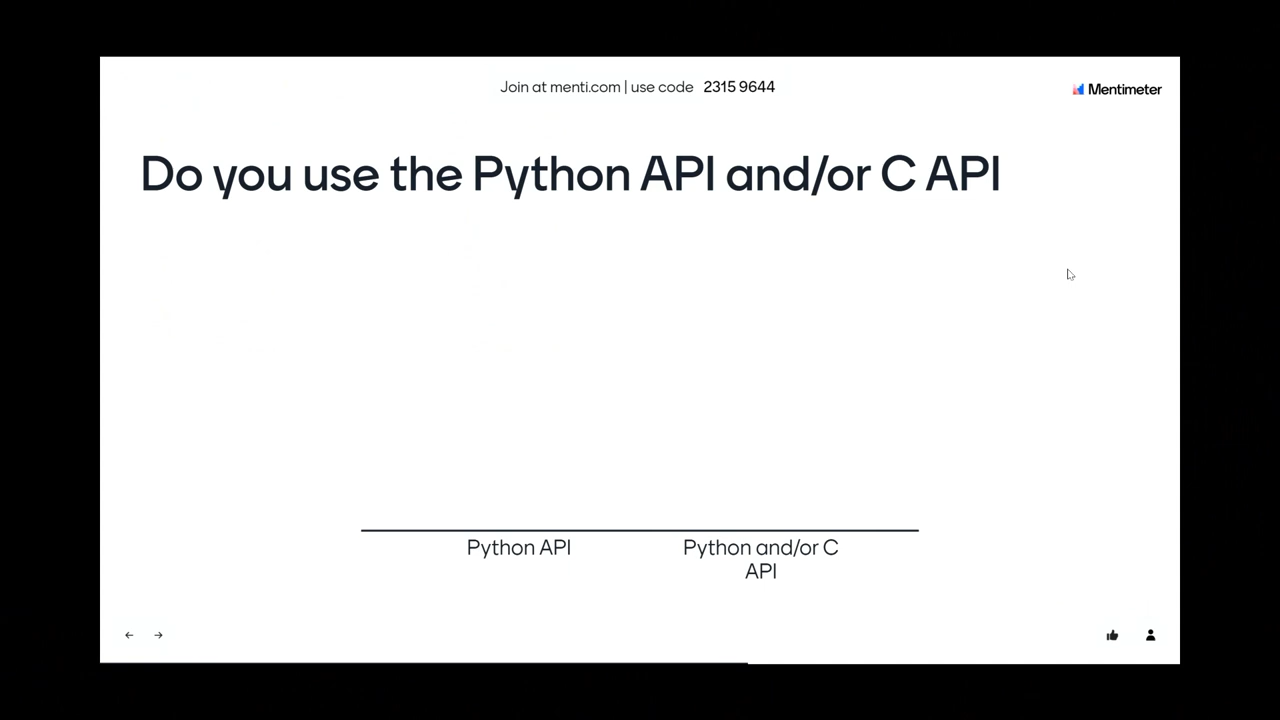 Join at menti.com | use code 2315 9644
Mentimeter
Do you use the Python API and/or C API
Python API
Python and/or C
API